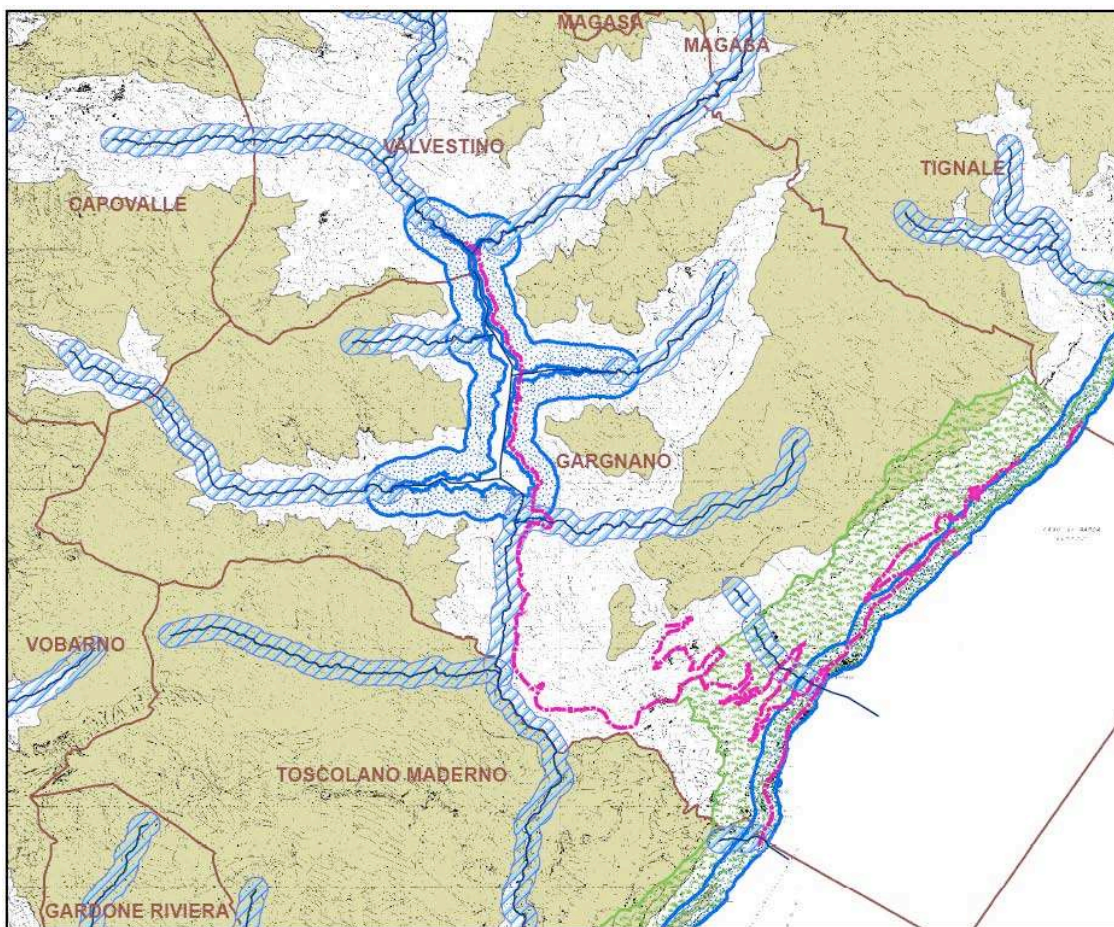 MAGASA
MAGASA
VALVESTINO
TIGNALE
CAPOVALLE
GARGNANO
VOBARNO
TOSCOLANO MADERNO
GARDONE RIVIERA